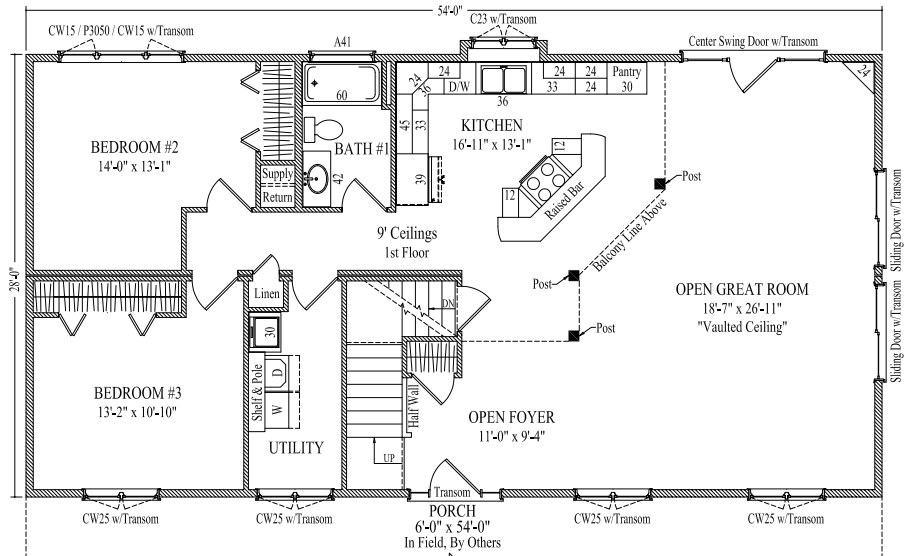 54'-0"
CW15 / P3050 / CW15 w/Transom
A41
C23 w/Transom
Center Swing Door w/Transom
24
24
36
24
D/W
36
24
33
24
24
Pantry
30
24
60
45
33
39
KITCHEN
16'-11" x 13'-1"
BEDROOM #2
14'-0" x 13'-1"
BATH #1
42
Supply
Return
12
12
Raised Bar
Post
Balcony Line Above
Sliding Door w/Transom
9' Ceilings
1st Floor
28'-0"
Post
Linen
DN
OPEN GREAT ROOM
18'-7" x 26'-11"
"Vaulted Ceiling"
Post
30
Sliding Door w/Transom
BEDROOM #3
13'-2" x 10'-10"
Shelf & Pole
D
W
Half Wall
OPEN FOYER
11'-0" x 9'-4"
UTILITY
UP
Transom
CW25 w/Transom
CW25 w/Transom
PORCH
6'-0" x 54'-0"
In Field, By Others
CW25 w/Transom
CW25 w/Transom